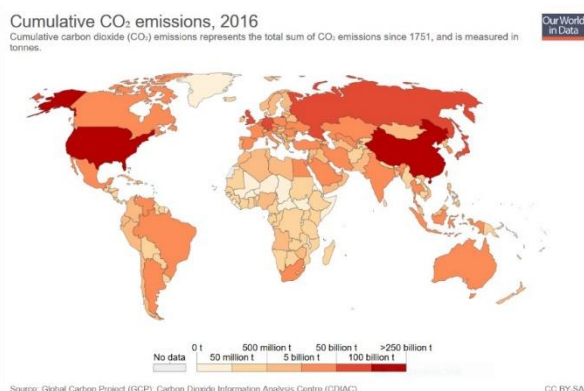 Cumulative CO₂ emissions, 2016
Cumulative carbon dioxide (CO₂) emissions represents the total sum of CO₂ emissions since 1751, and is measured in
tonnes.
Our World
in Data
0 t 500 million t 50 billion t >250 billion t
No data 50 million t 5 billion t 100 billion t
Source: Global Carbon Project (GCP); Carbon Dioxide Information Analysis Centre (CDIAC)
CC BY-SA